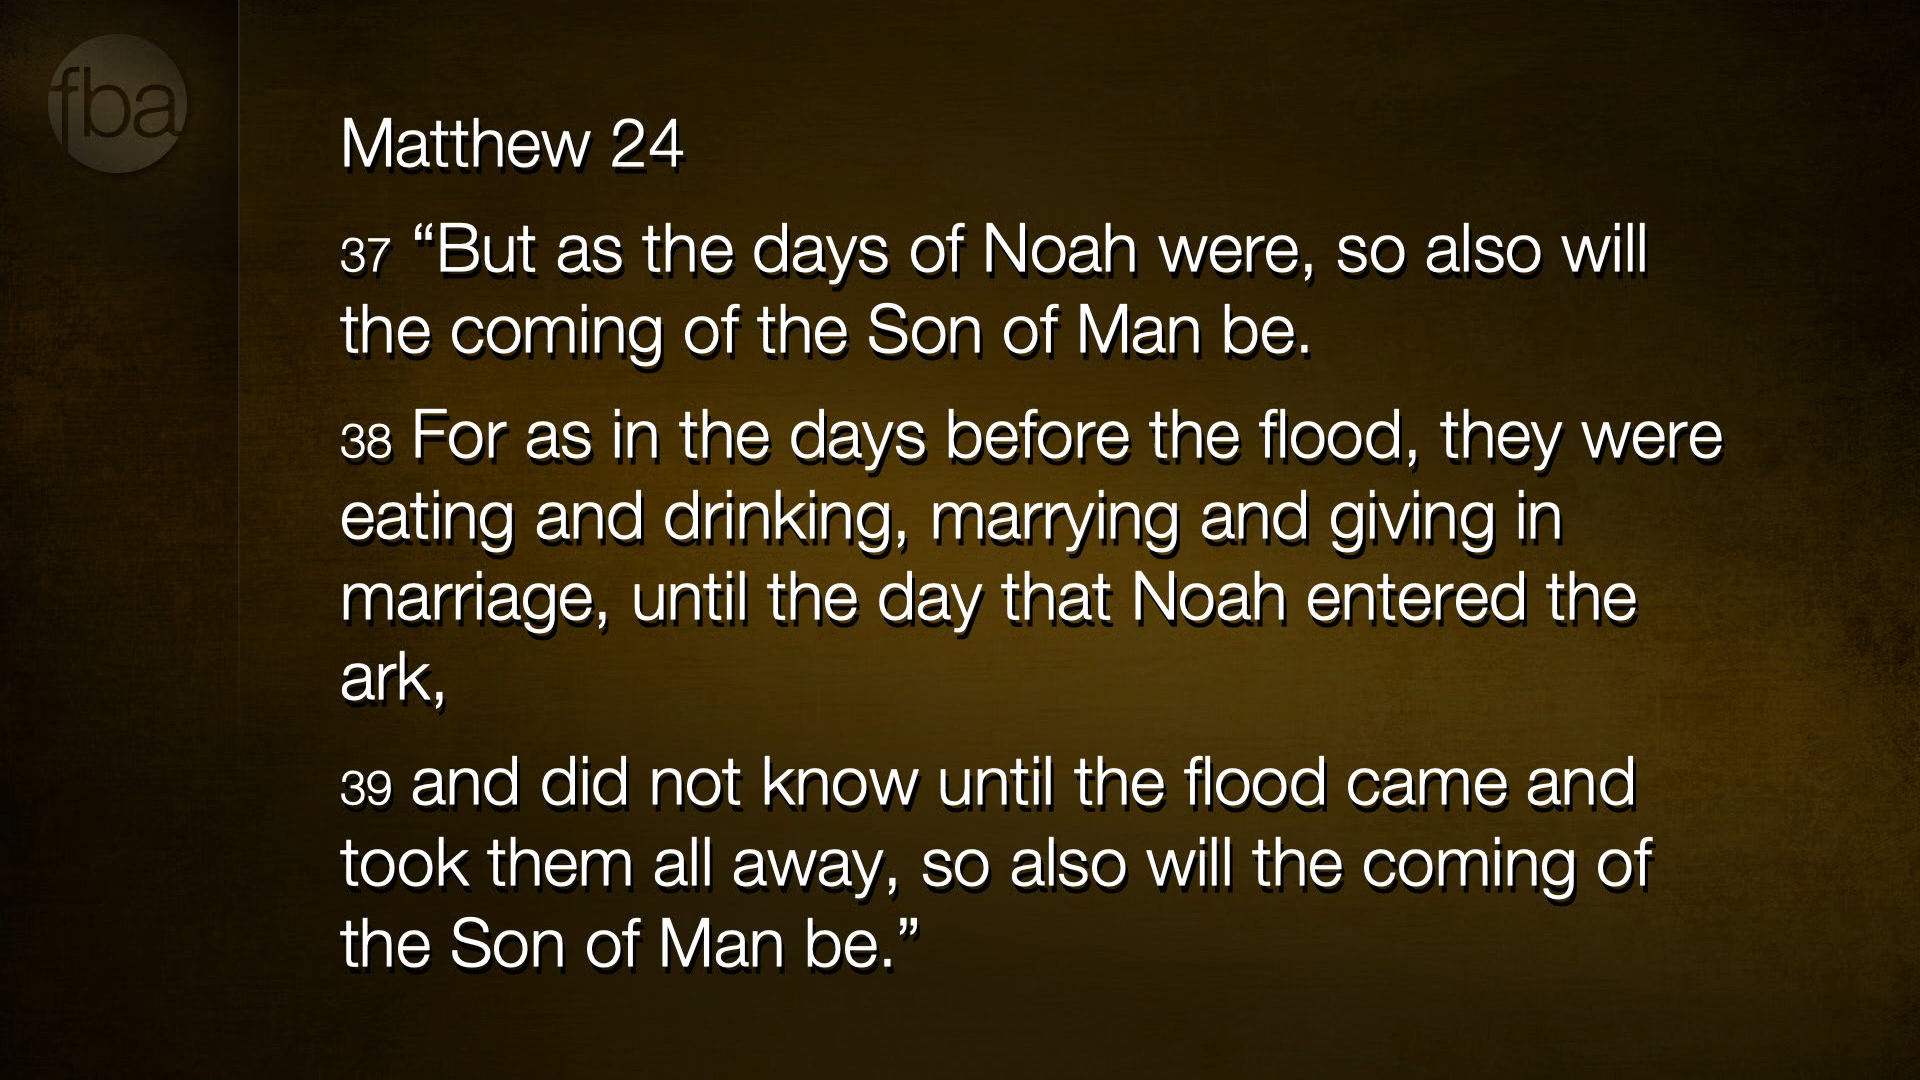 fba
Matthew 24
37 “But as the days of Noah were, so also will
the coming of the Son of Man be.
38 For as in the days before the flood, they were
eating and drinking, marrying and giving in
marriage, until the day that Noah entered the
ark,
39 and did not know until the flood came and
took them all away, so also will the coming of
the Son of Man be.”